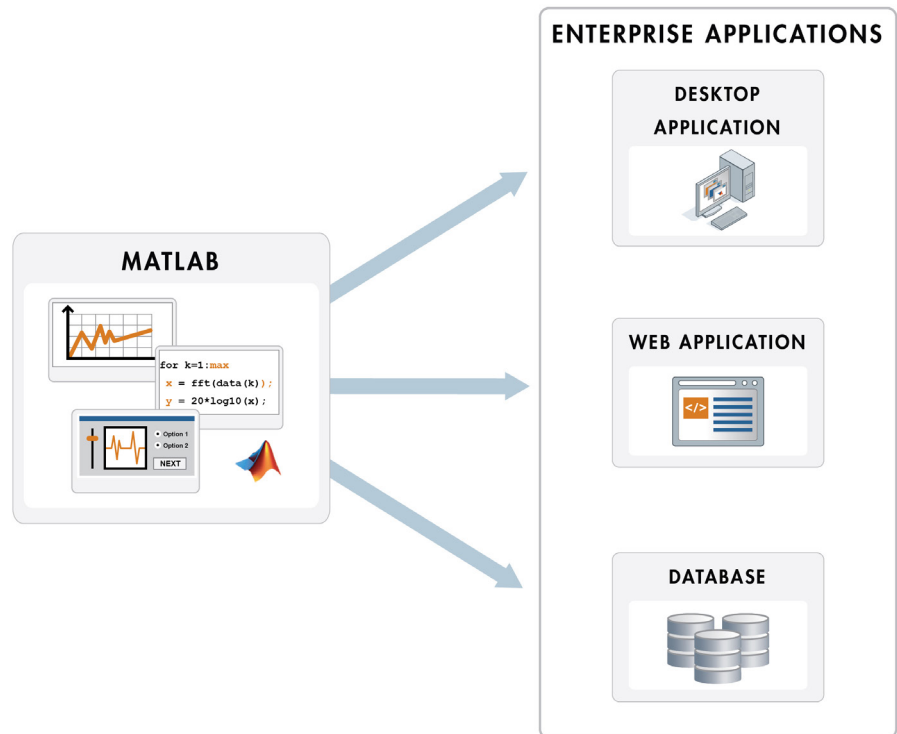 ENTERPRISE APPLICATIONS
DESKTOP
APPLICATION
MATLAB
for k=1:max
x = fft(data(k));
y = 20*log10(x);
Option 1
Option 2
NEXT
WEB APPLICATION
</>
DATABASE